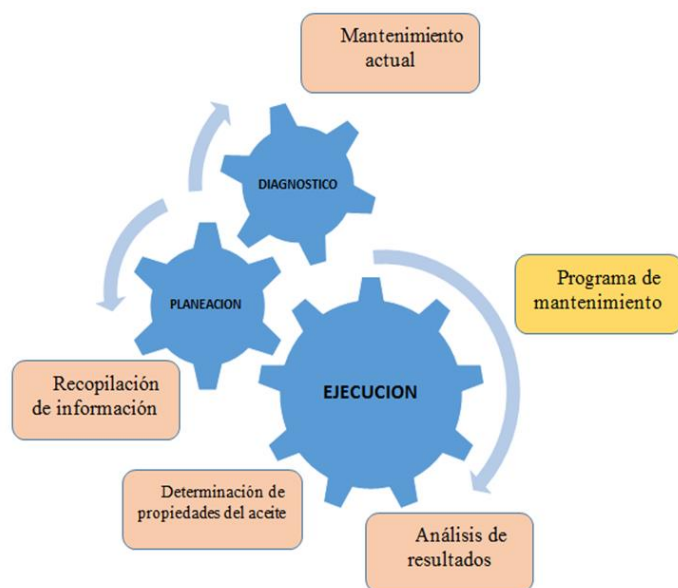 Mantenimiento
actual
DIAGNOSTICO
Programa de
mantenimiento
PLANEACION
Recopilación
de información
EJECUCION
Determinación de
propiedades del aceite
Análisis de
resultados